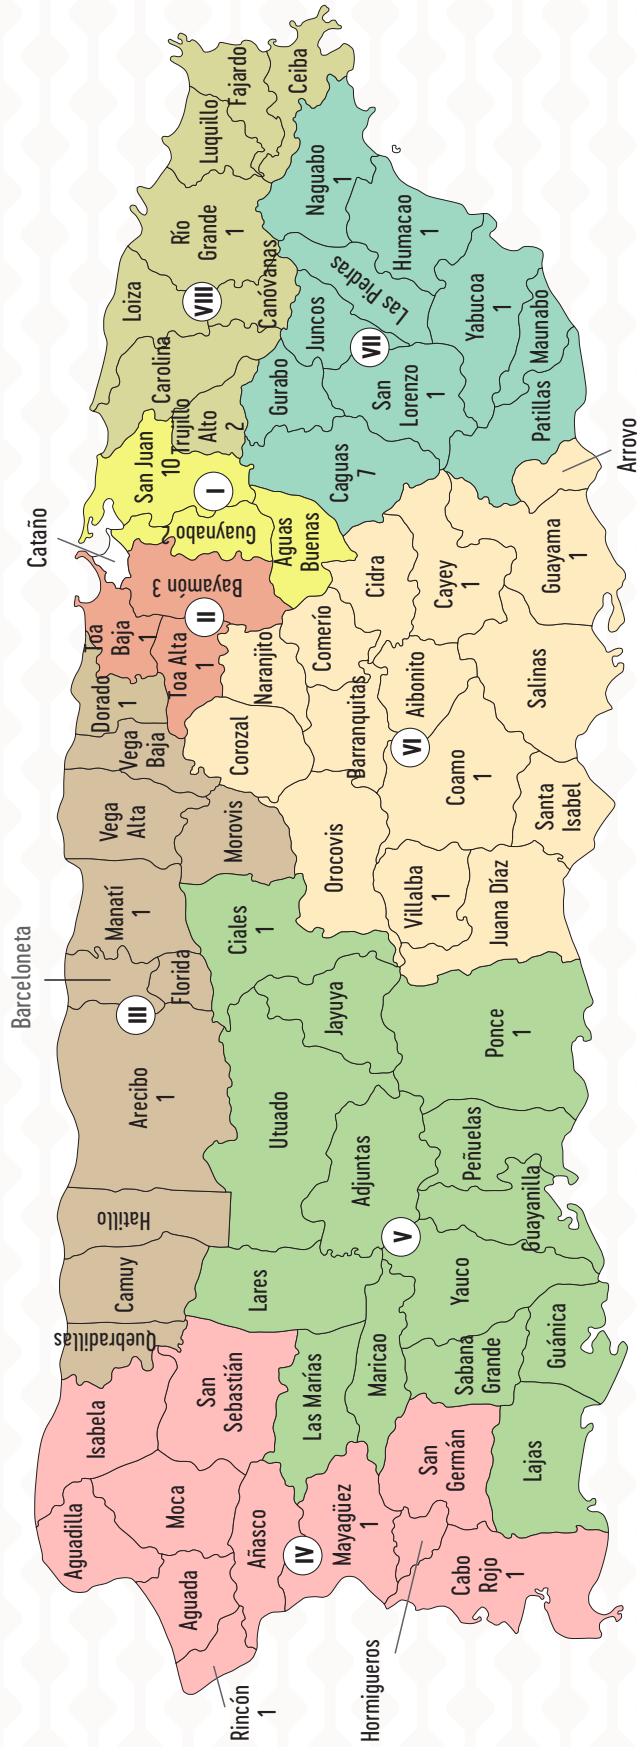 Aguadilla
Isabela
Quebradillas
Camuy
Hatillo
Arecibo
1
Barceloneta
III
Florida
Manatí
1
Vega
Alta
Vega
Baja
Dorado
1
Morovis
Toa
Baja
1
Toa Alta
1
II
Bayamón 3
Cataño
San Juan
10
I
Guaynabo
2
Aguas
Buenas
Trujillo
Alto
2
Carolina
Loiza
VIII
Canóvanas
Río
Grande
1
Luquillo
Fajardo
Ceiba
Rincón
1
Aguada
Moca
San
Sebastián
Añasco
IV
Mayagüez
1
Hormigueros
Cabo
Rojo
1
San
Germán
Lajas
Las Marías
Maricao
Sabana
Grande
Guánica
Lares
Yauco
V
Guayanilla
Peñuelas
Adjuntas
Utuado
Jayuya
Ponce
1
Ciales
1
Orocovis
Villalba
1
Juana Díaz
Corozal
Naranjito
Barranquitas
Comerío
VI
Coamo
1
Santa
Isabel
Aibonito
Salinas
Cidra
Cayey
1
Guayama
1
Arroyo
Caguas
7
Gurabo
Juncos
San
Lorenzo
1
VII
Las Piedras
Naguabo
1
Humacao
1
Yabucoa
1
Maunabo
Patillas